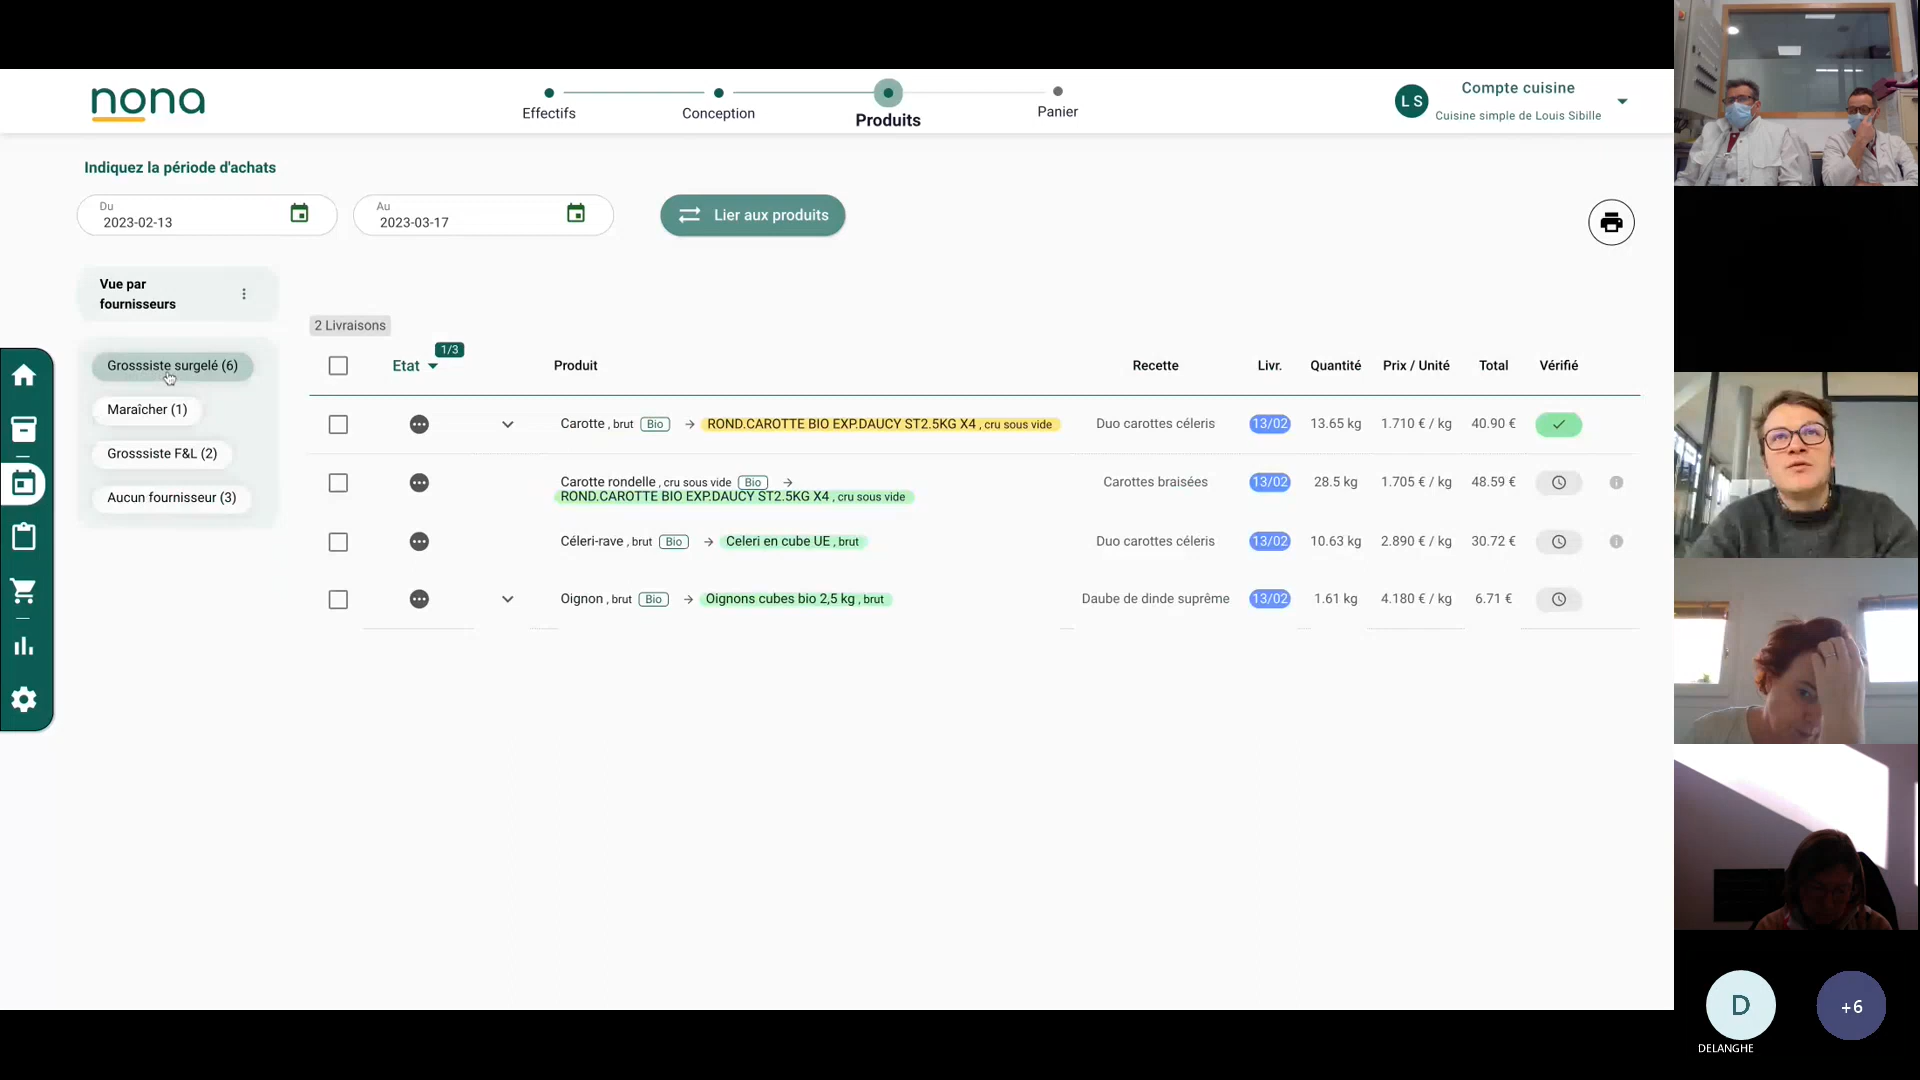 nona
Effectifs
Conception
Produits
Panier
L S
Compte cuisine
Cuisine simple de Louis Sibille
Indiquez la période d'achats
Du
2023-02-13
Au
2023-03-17
Lier aux produits
Vue par
fournisseurs
Grosssiste surgelé (6)
Maraîcher (1)
Grosssiste F&L (2)
Aucun fournisseur (3)
2 Livraisons
1/3
Etat Produit Recette Livr. Quantité Prix / Unité Total Vérifié
Carotte , brut Bio → ROND.CAROTTE BIO EXP.DAUCY ST2.5KG X4 , cru sous vide Duo carottes céleris 13/02 13.65 kg 1.710 € / kg 40.90 €
Carotte rondelle , cru sous vide Bio → Carottes braisées 13/02 28.5 kg 1.705 € / kg 48.59 €
ROND.CAROTTE BIO EXP.DAUCY ST2.5KG X4 , cru sous vide
Céleri-rave , brut Bio → Celeri en cube UE , brut Duo carottes céleris 13/02 10.63 kg 2.890 € / kg 30.72 €
Oignon , brut Bio → Oignons cubes bio 2,5 kg , brut Daube de dinde suprême 13/02 1.61 kg 4.180 € / kg 6.71 €
D
+6
DELANGHE